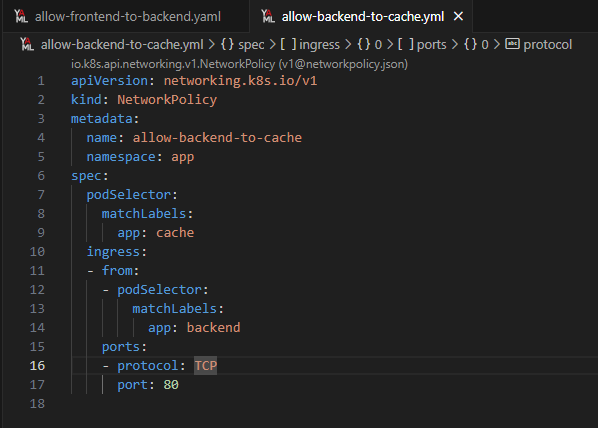 allow-frontend-to-backend.yaml allow-backend-to-cache.yml
allow-backend-to-cache.yml > {} spec > [ ] ingress > {} 0 > [ ] ports > {} 0 > abc protocol
io.k8s.api.networking.v1.NetworkPolicy (v1@networkpolicy.json)
1 apiVersion: networking.k8s.io/v1
2 kind: NetworkPolicy
3 metadata:
4   name: allow-backend-to-cache
5   namespace: app
6 spec:
7   podSelector:
8     matchLabels:
9       app: cache
10   ingress:
11   - from:
12     - podSelector:
13         matchLabels:
14           app: backend
15     ports:
16     - protocol: TCP
17       port: 80
18